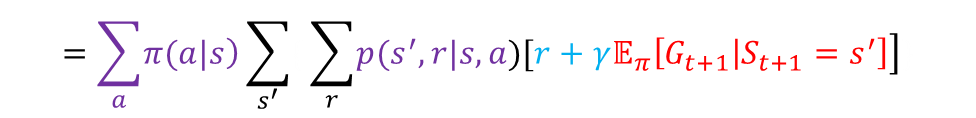 = ∑_a π(a|s) ∑_{s′} ∑_r p(s′, r|s, a)[r + γ𝔼_π[G_{t+1}|S_{t+1} = s′]]